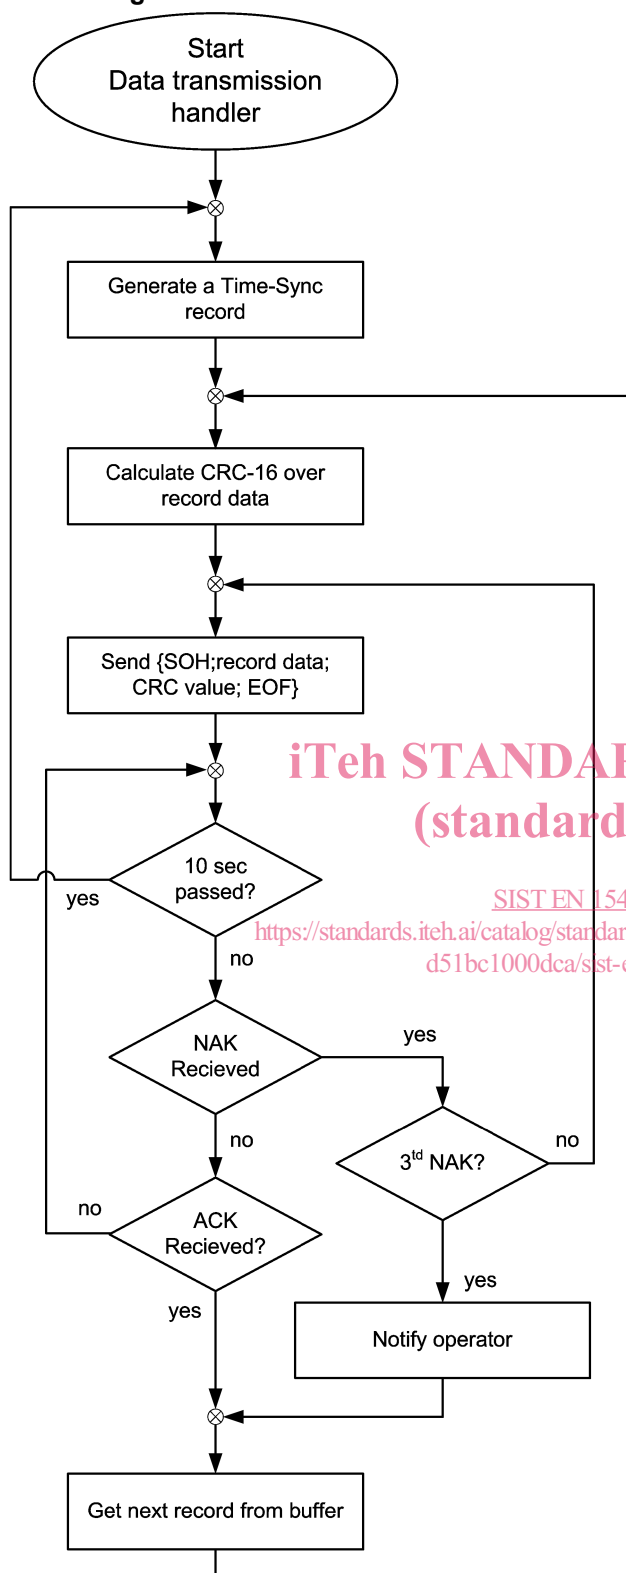 Start
Data transmission
handler
Generate a Time-Sync
record
Calculate CRC-16 over
record data
Send {SOH;record data;
CRC value; EOF}
iTeh STANDAR
(standard
10 sec
passed?
yes
SIST EN 154
https://standards.iteh.ai/catalog/standar
d51bc1000dca/sist-e
no
NAK
Recieved
yes
no
3td NAK?
no
no
ACK
Recieved?
yes
yes
Notify operator
Get next record from buffer